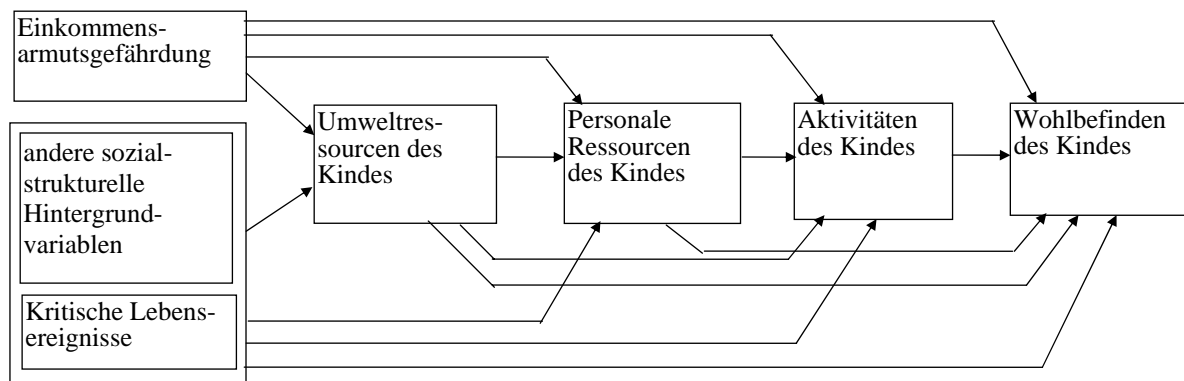 Einkommens-
armutsgefährdung
andere sozial-
strukturelle
Hintergrund-
variablen
Kritische Lebens-
ereignisse
Umweltres-
sourcen des
Kindes
Personale
Ressourcen
des Kindes
Aktivitäten
des Kindes
Wohlbefinden
des Kindes